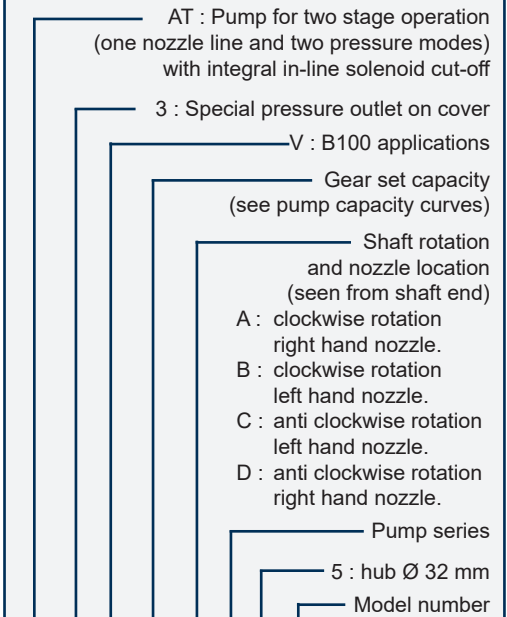 AT : Pump for two stage operation
(one nozzle line and two pressure modes)
with integral in-line solenoid cut-off
3 : Special pressure outlet on cover
V : B100 applications
Gear set capacity
(see pump capacity curves)
Shaft rotation
and nozzle location
(seen from shaft end)
A : clockwise rotation
right hand nozzle.
B : clockwise rotation
left hand nozzle.
C : anti clockwise rotation
left hand nozzle.
D : anti clockwise rotation
right hand nozzle.
Pump series
5 : hub Ø 32 mm
Model number